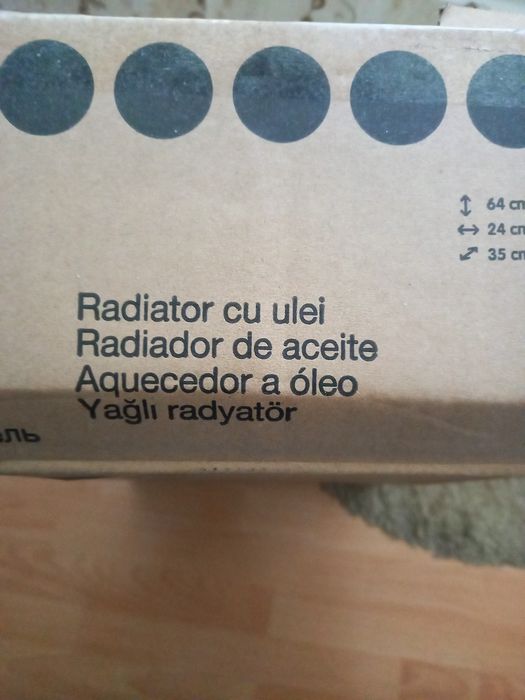 64 cm
24 cm
35 cm
Radiator cu ulei
Radiador de aceite
Aquecedor a óleo
Yağlı radyatör